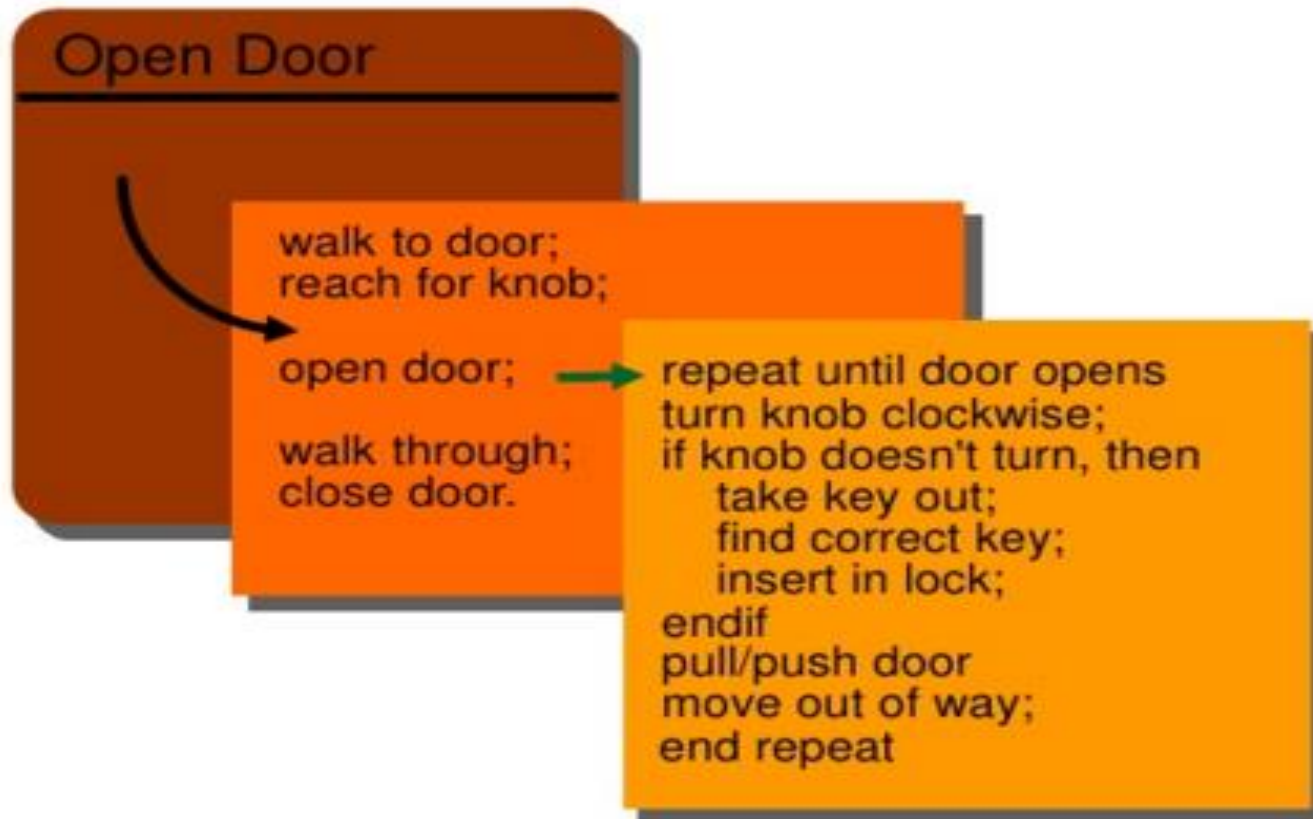 Open Door
walk to door;
reach for knob;
open door;
walk through;
close door.
repeat until door opens
turn knob clockwise;
if knob doesn't turn, then
take key out;
find correct key;
insert in lock;
endif
pull/push door
move out of way;
end repeat